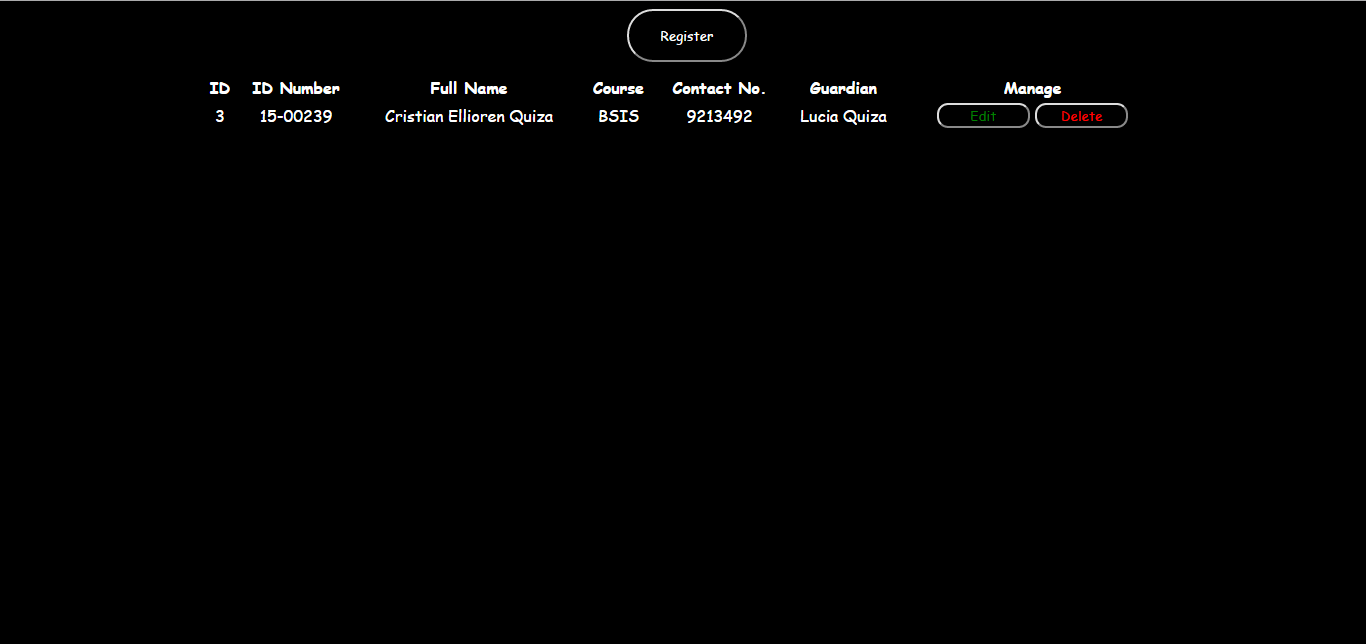 Register
ID ID Number Full Name Course Contact No. Guardian Manage
3 15-00239 Cristian Ellioren Quiza BSIS 9213492 Lucia Quiza Edit Delete